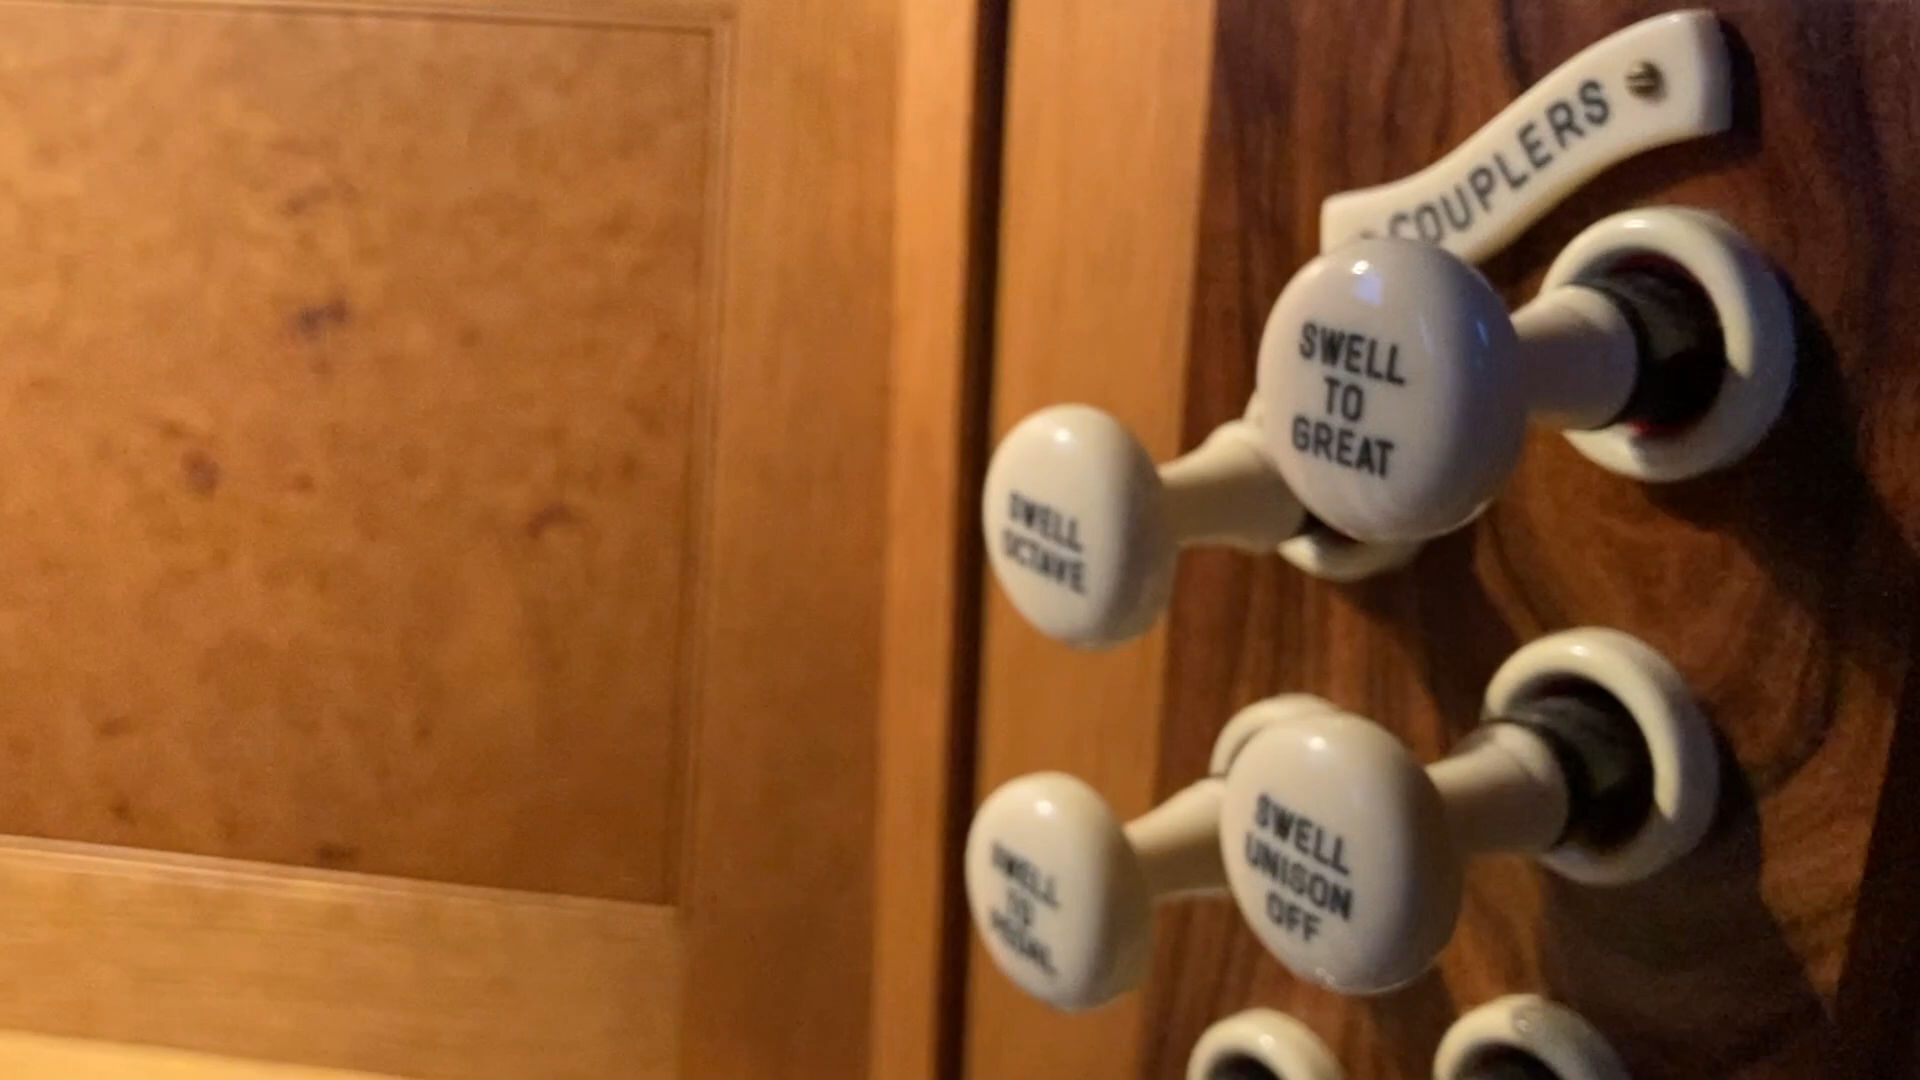 COUPLERS
SWELL
TO
GREAT
SWELL
OCTAVE
SWELL
UNISON
OFF
SWELL
TO
PEDAL